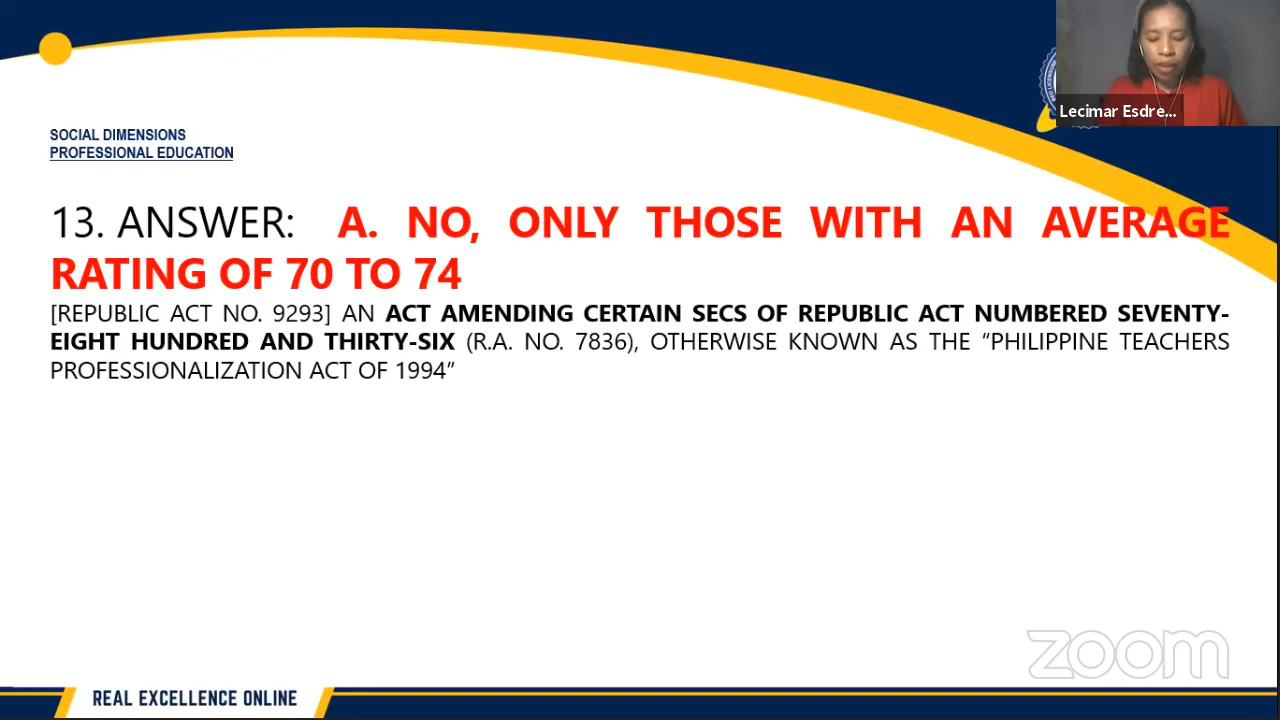 Lecimar Esdre...
SOCIAL DIMENSIONS
PROFESSIONAL EDUCATION
13. ANSWER: A. NO, ONLY THOSE WITH AN AVERAGE
RATING OF 70 TO 74
[REPUBLIC ACT NO. 9293] AN ACT AMENDING CERTAIN SECS OF REPUBLIC ACT NUMBERED SEVENTY-
EIGHT HUNDRED AND THIRTY-SIX (R.A. NO. 7836), OTHERWISE KNOWN AS THE “PHILIPPINE TEACHERS
PROFESSIONALIZATION ACT OF 1994”
zoom
REAL EXCELLENCE ONLINE